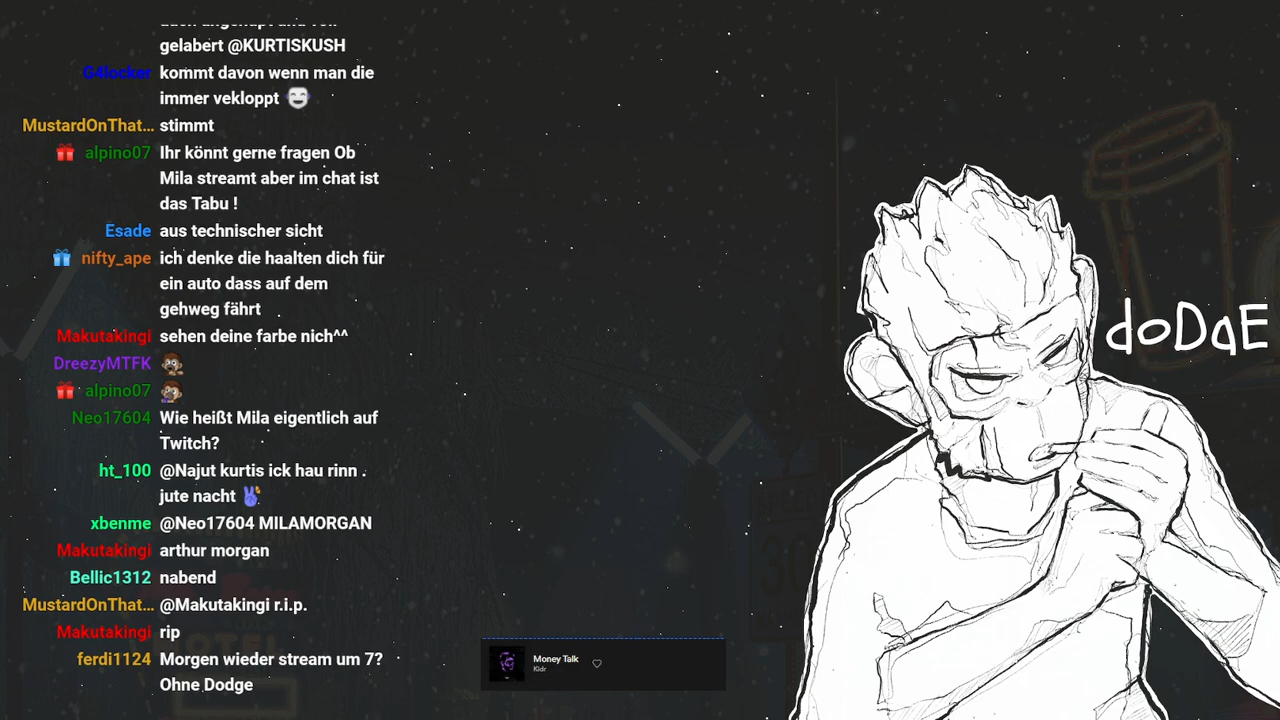 gelabert @KURTISKUSH
G4locker kommt davon wenn man die
immer vekloppt
MustardOnThat... stimmt
alpino07 Ihr könnt gerne fragen Ob
Mila streamt aber im chat ist
das Tabu !
Esade aus technischer sicht
nifty_ape ich denke die haalten dich für
ein auto dass auf dem
gehweg fährt
Makutakingi sehen deine farbe nich^^
DreezyMTFK
alpino07
Neo17604 Wie heißt Mila eigentlich auf
Twitch?
ht_100 @Najut kurtis ick hau rinn .
jute nacht
xbenme @Neo17604 MILAMORGAN
Makutakingi arthur morgan
Bellic1312 nabend
MustardOnThat... @Makutakingi r.i.p.
Makutakingi rip
ferdi1124 Morgen wieder stream um 7?
Ohne Dodge
doDaE
Money Talk
Kidr